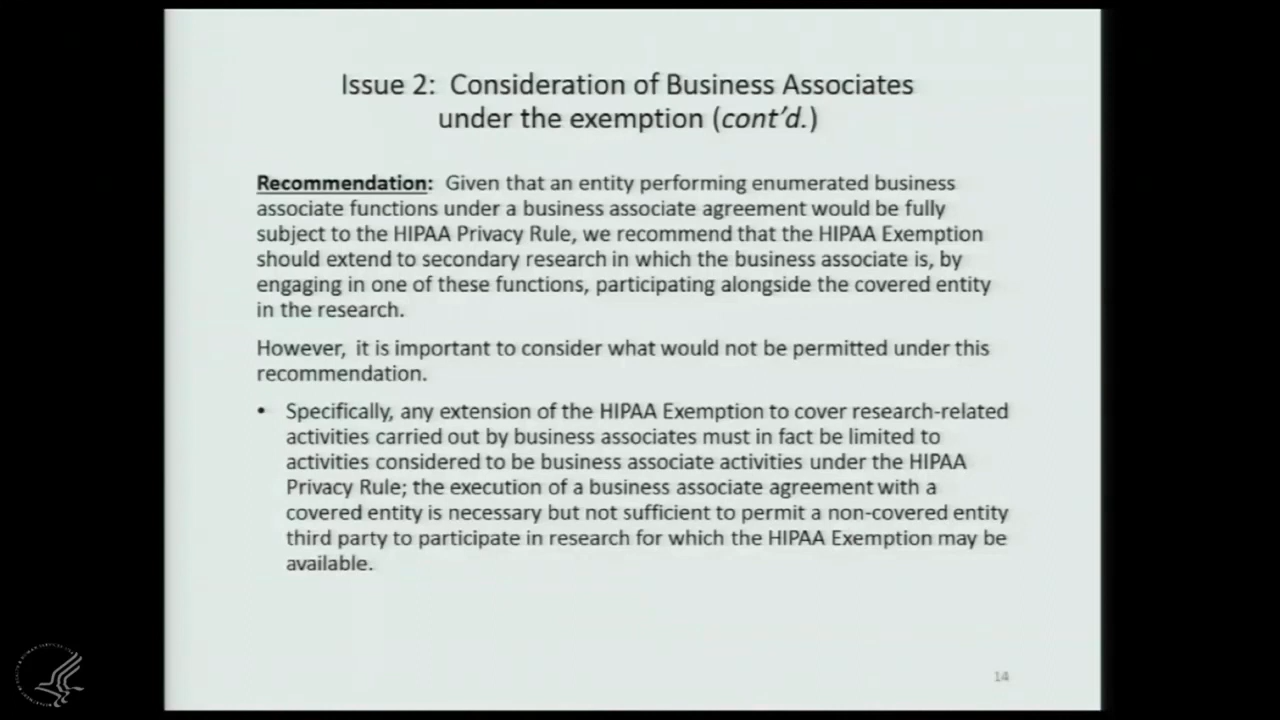 Issue 2: Consideration of Business Associates
under the exemption (cont’d.)
Recommendation: Given that an entity performing enumerated business
associate functions under a business associate agreement would be fully
subject to the HIPAA Privacy Rule, we recommend that the HIPAA Exemption
should extend to secondary research in which the business associate is, by
engaging in one of these functions, participating alongside the covered entity
in the research.
However, it is important to consider what would not be permitted under this
recommendation.
• Specifically, any extension of the HIPAA Exemption to cover research-related
activities carried out by business associates must in fact be limited to
activities considered to be business associate activities under the HIPAA
Privacy Rule; the execution of a business associate agreement with a
covered entity is necessary but not sufficient to permit a non-covered entity
third party to participate in research for which the HIPAA Exemption may be
available.
14